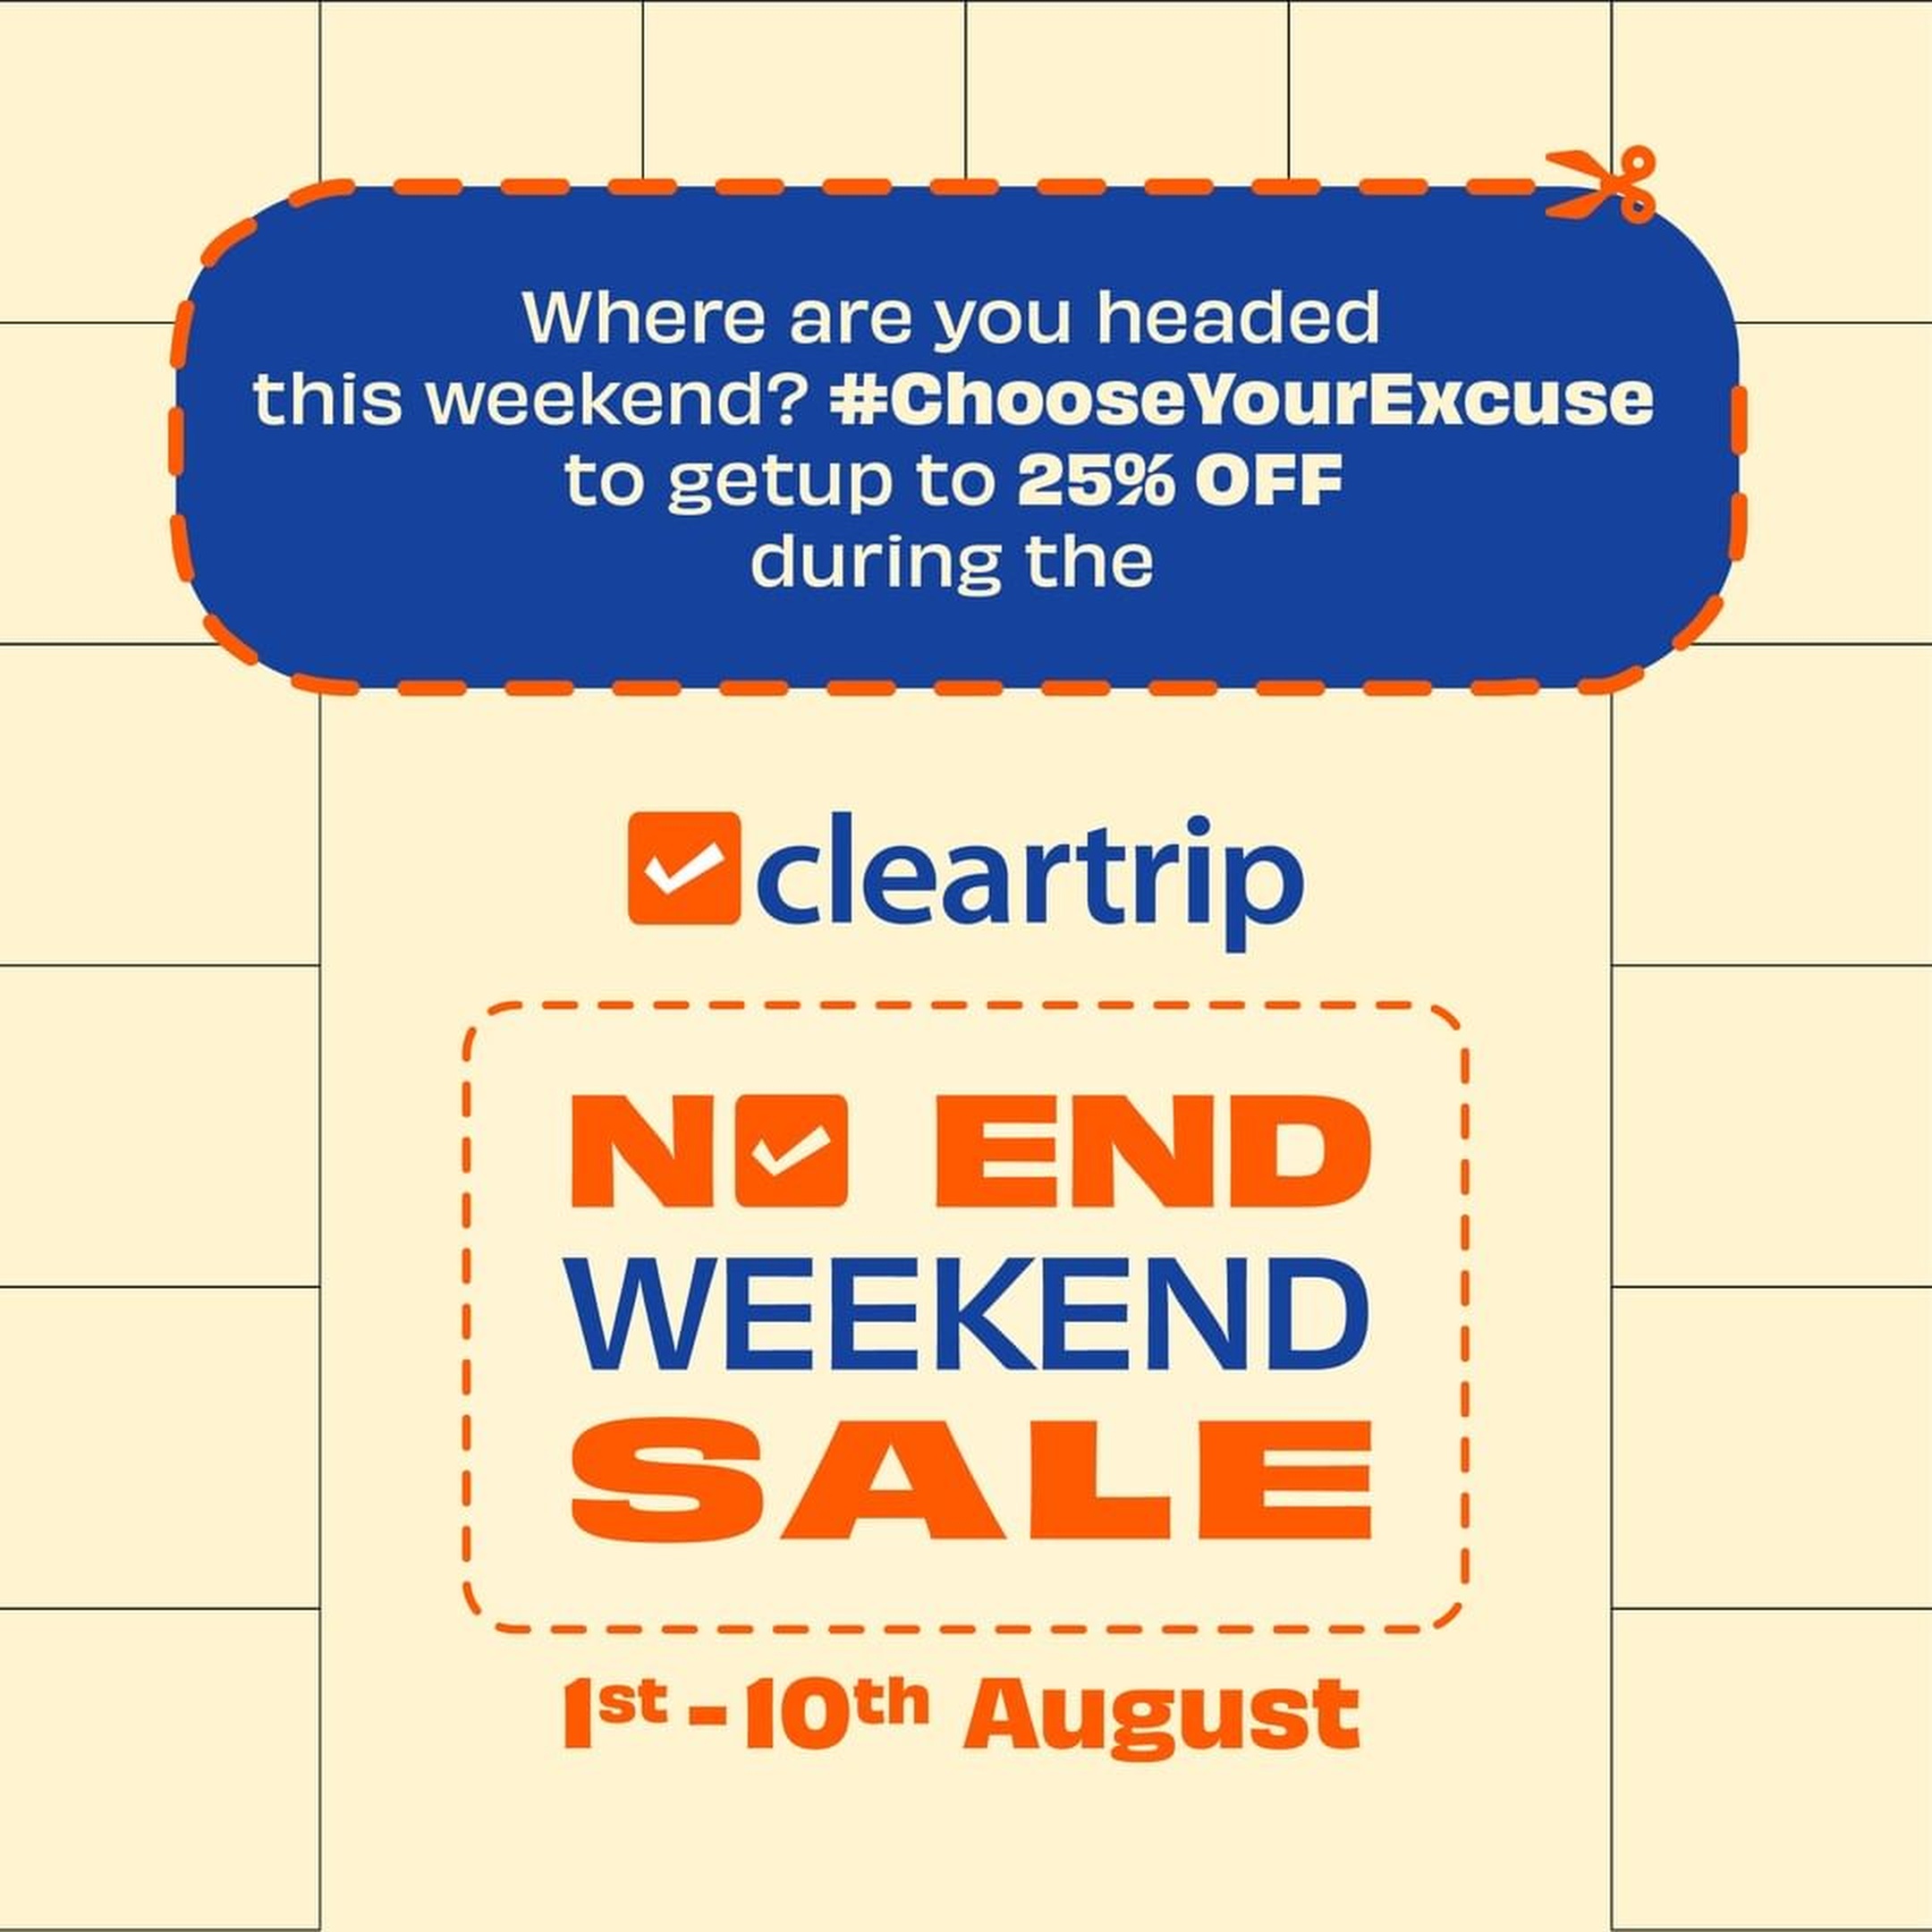 Where are you headed
this weekend? #ChooseYourExcuse
to getup to 25% OFF
during the
cleartrip
NO END
WEEKEND
SALE
1st - 10th August